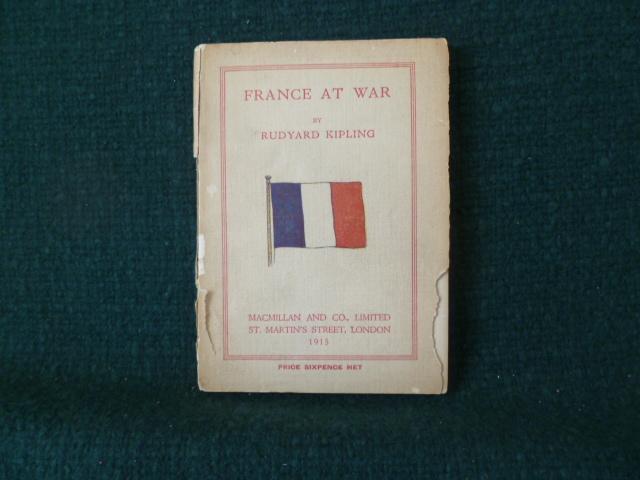 FRANCE AT WAR
BY
RUDYARD KIPLING
MACMILLAN AND CO., LIMITED
ST. MARTIN'S STREET, LONDON
1915
PRICE SIXPENCE NET